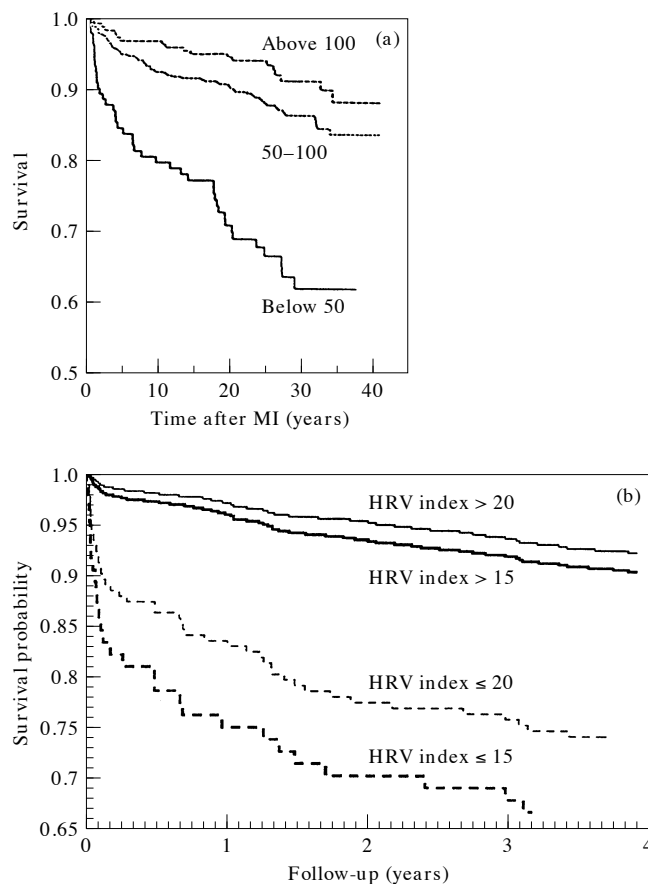 1.0
Above 100
(a)
0.9
50–100
0.8
Survival
0.7
0.6
Below 50
0.5
0
10
20
30
40
Time after MI (years)
1.0
(b)
HRV index > 20
0.95
0.9
HRV index > 15
0.85
Survival probability
0.8
HRV index ≤ 20
0.75
HRV index ≤ 15
0.7
0.65
0
1
2
3
4
Follow-up (years)